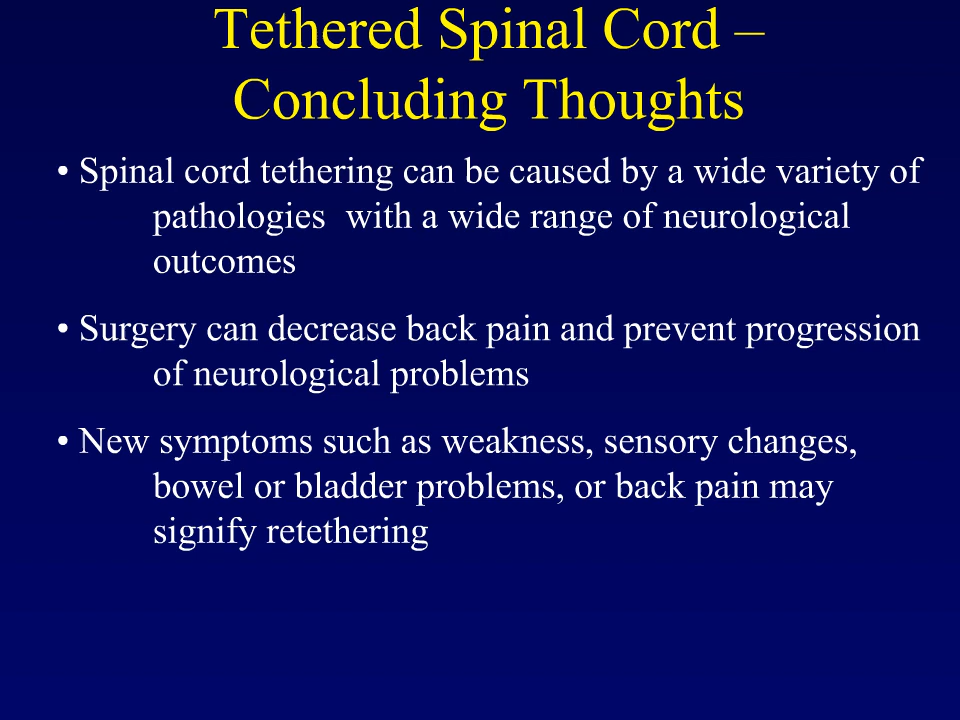 Tethered Spinal Cord –
Concluding Thoughts
• Spinal cord tethering can be caused by a wide variety of
pathologies  with a wide range of neurological
outcomes
• Surgery can decrease back pain and prevent progression
of neurological problems
• New symptoms such as weakness, sensory changes,
bowel or bladder problems, or back pain may
signify retethering